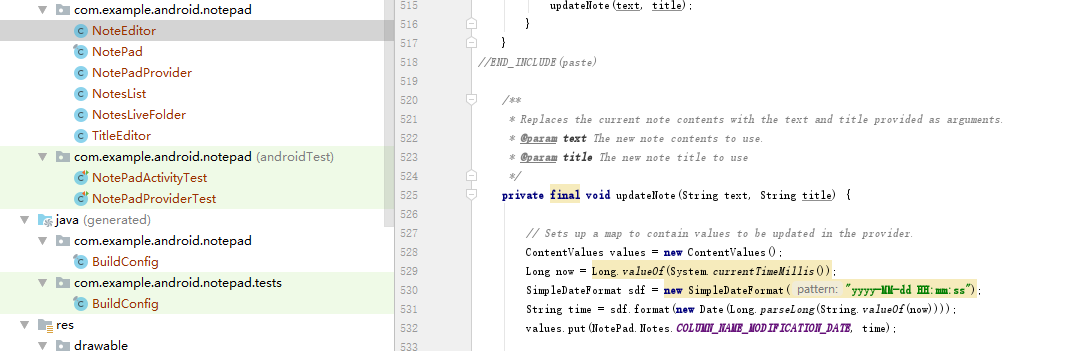 com.example.android.notepad
NoteEditor
NotePad
NotePadProvider
NotesList
NotesLiveFolder
TitleEditor
com.example.android.notepad (androidTest)
NotePadActivityTest
NotePadProviderTest
java (generated)
com.example.android.notepad
BuildConfig
com.example.android.notepad.tests
BuildConfig
res
drawable
515 updateNote(text, title);
516 }
517 }
518 //END_INCLUDE(paste)
519
520 /**
521 * Replaces the current note contents with the text and title provided as arguments.
522 * @param text The new note contents to use.
523 * @param title The new note title to use
524 */
525 private final void updateNote(String text, String title) {
526
527 // Sets up a map to contain values to be updated in the provider.
528 ContentValues values = new ContentValues();
529 Long now = Long.valueOf(System.currentTimeMillis());
530 SimpleDateFormat sdf = new SimpleDateFormat( pattern: "yyyy-MM-dd HH:mm:ss");
531 String time = sdf.format(new Date(Long.parseLong(String.valueOf(now))));
532 values.put(NotePad.Notes.COLUMN_NAME_MODIFICATION_DATE, time);
533